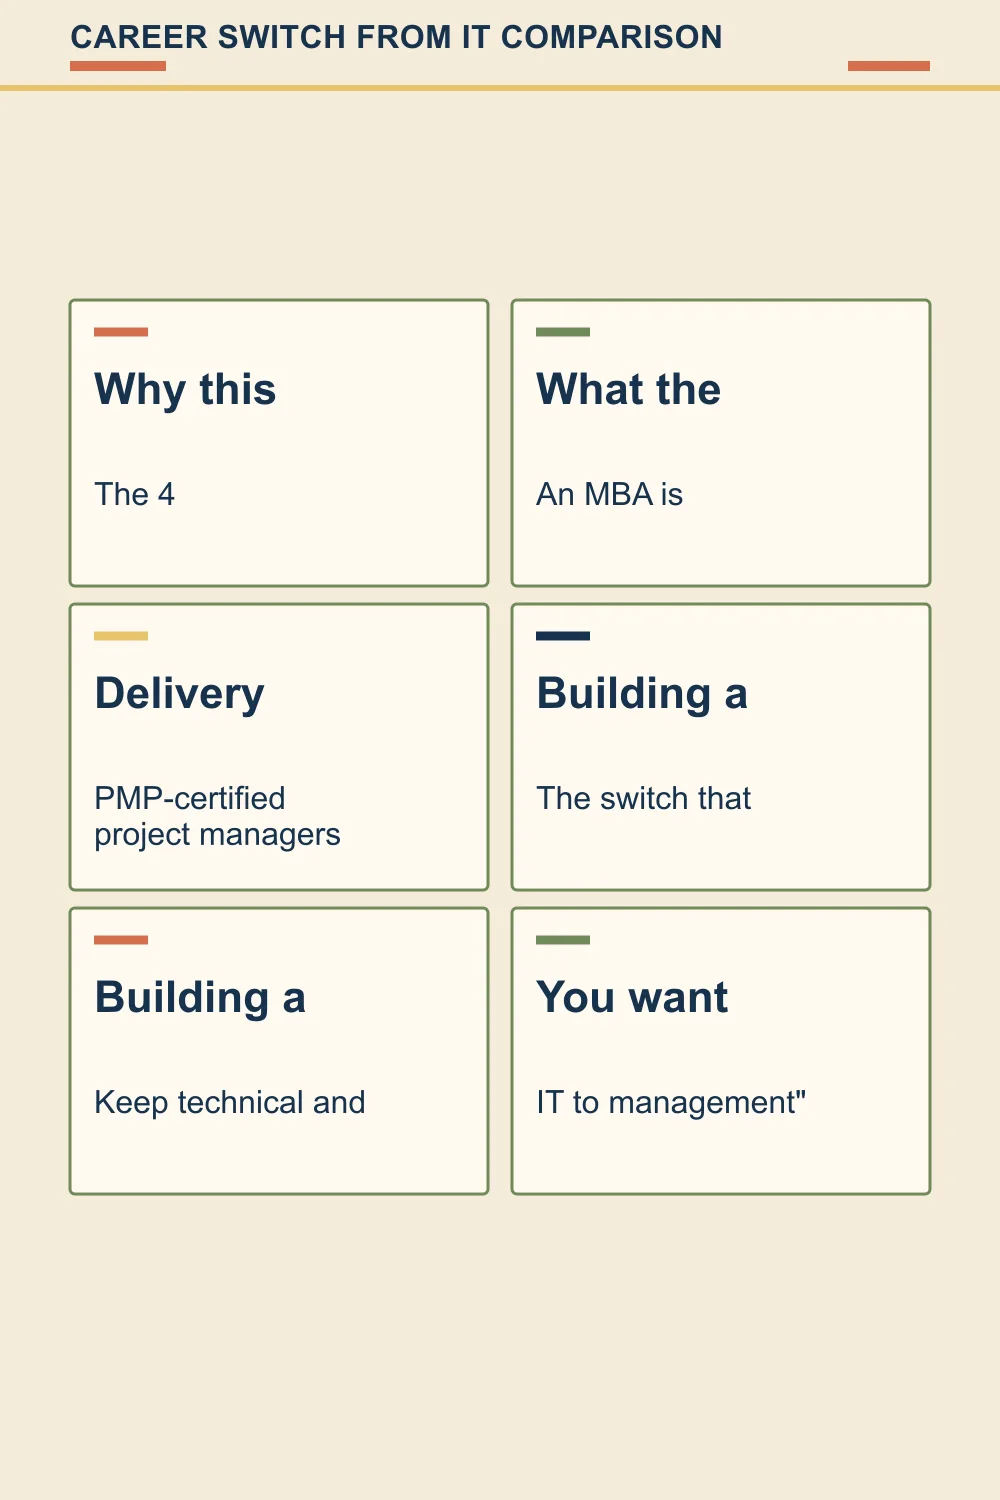 CAREER SWITCH FROM IT COMPARISON
Why this
The 4
What the
An MBA is
Delivery
PMP-certified
project managers
Building a
The switch that
Building a
Keep technical and
You want
IT to management"